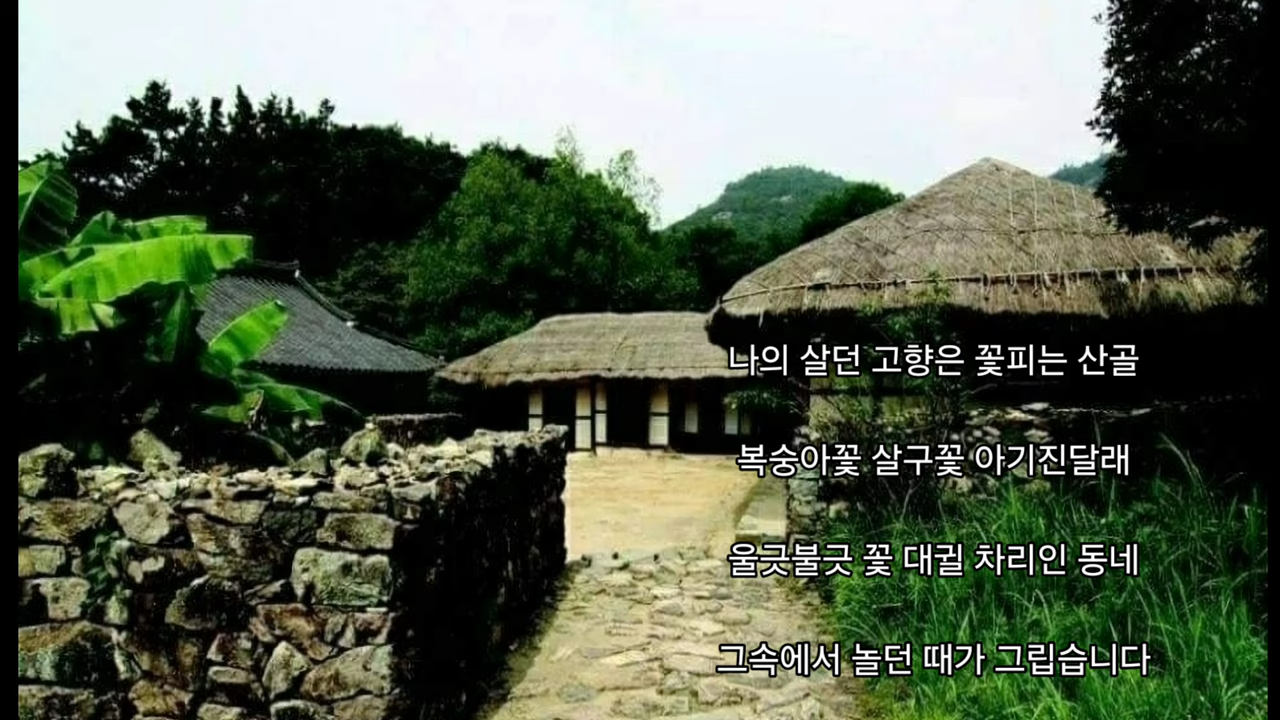 나의 살던 고향은 꽃피는 산골
복숭아꽃 살구꽃 아기진달래
울긋불긋 꽃 대궐 차리인 동네
그속에서 놀던 때가 그립습니다